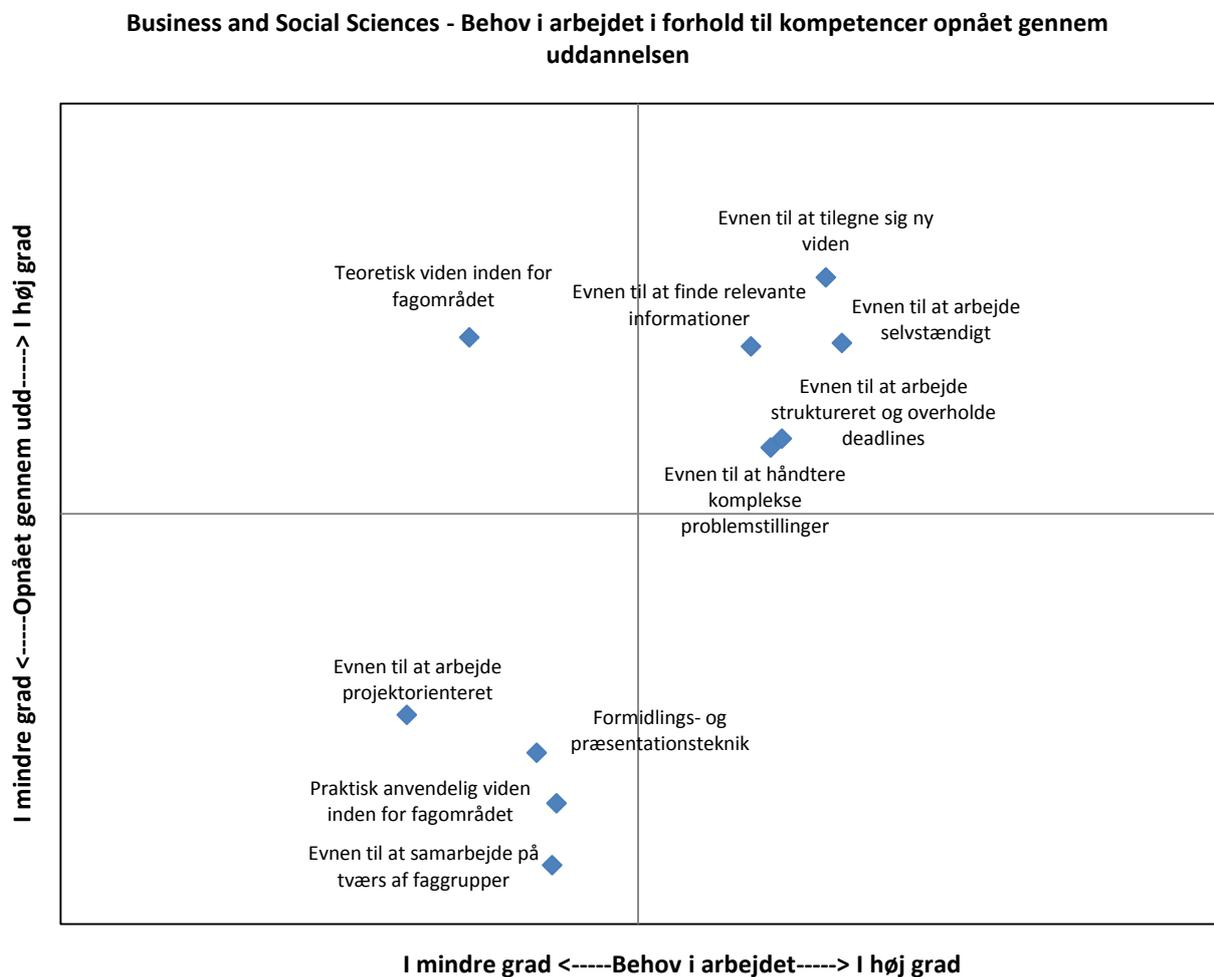 Business and Social Sciences - Behov i arbejdet i forhold til kompetencer opnået gennem
uddannelsen
I mindre grad <-----Opnået gennem udd-----> I høj grad
Evnen til at tilegne sig ny
viden
Teoretisk viden inden for
fagområdet
Evnen til at finde relevante
informationer
Evnen til at arbejde
selvstændigt
Evnen til at arbejde
struktureret og overholde
deadlines
Evnen til at håndtere
komplekse
problemstillinger
Evnen til at arbejde
projektorienteret
Formidlings- og
præsentationsteknik
Praktisk anvendelig viden
inden for fagområdet
Evnen til at samarbejde på
tværs af faggrupper
I mindre grad <-----Behov i arbejdet-----> I høj grad